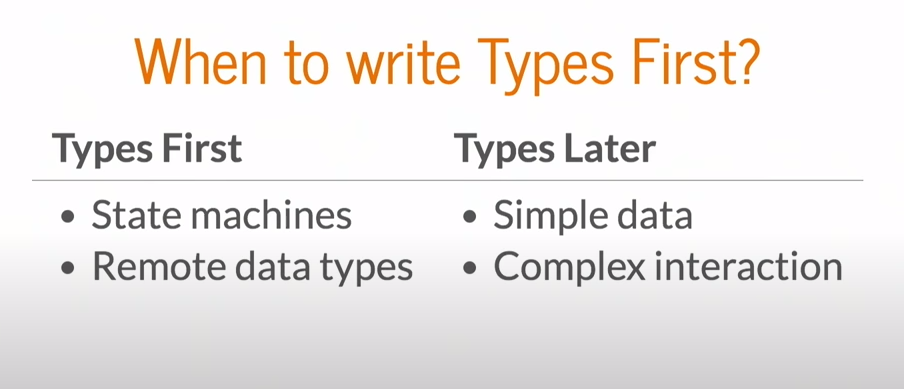 When to write Types First?
Types First
Types Later
• State machines
• Simple data
• Remote data types
• Complex interaction